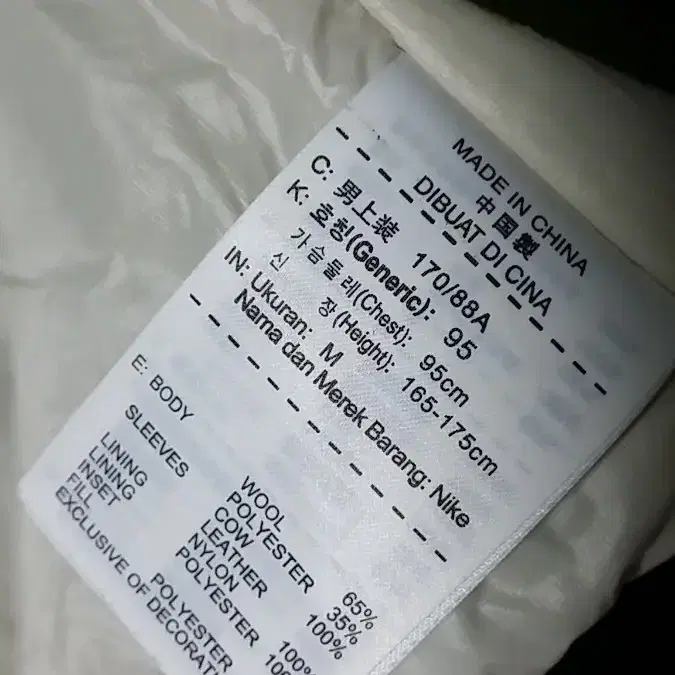 MADE IN CHINA
中国製
DIBUAT DI CINA
C: 男上装 170/88A
K: 호칭(Generic): 95
가슴둘레(Chest): 95cm
신 장 (Height): 165-175cm
IN: Ukuran: M
Nama dan Merek Barang: Nike
E: BODY WOOL 65%
POLYESTER 35%
SLEEVES COW LEATHER 100%
LINING NYLON 100%
LINING POLYESTER
INSET
FILL POLYESTER
EXCLUSIVE OF